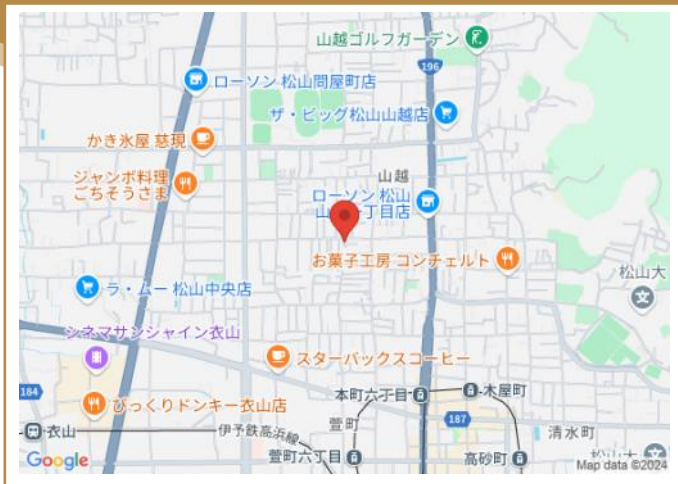 山越ゴルフガーデン
196
ローソン 松山問屋町店
ザ・ビッグ松山山越店
かき氷屋 慈現
ジャンボ料理
ごちそうさま
山越
ローソン 松山
お菓子工房 コンチェルト
松山大
ラ・ムー 松山中央店
シネマサンシャイン衣山
スターバックスコーヒー
184
びっくりドンキー衣山店
本町六丁目
木屋町
187
衣山
伊予鉄高浜線
萱町
清水町
萱町六丁目
高砂町
Google
Map data ©2024